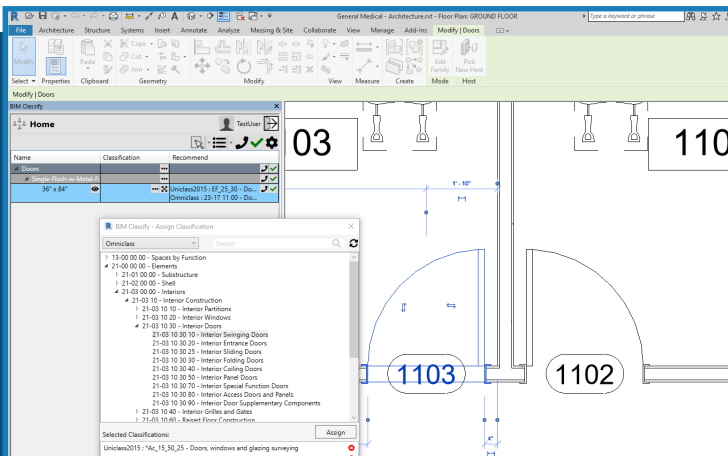 General Medical - Architecture.rvt - Floor Plan: GROUND FLOOR
Type a keyword or phrase
File Architecture Structure Systems Insert Annotate Analyze Massing & Site Collaborate View Manage Add-Ins Modify | Doors
Modify Paste Cope Cut Join Edit Family Pick New Host
Select Properties Clipboard Geometry Modify View Measure Create Mode Host
Modify | Doors
BIM Classify
Home TestUser
Name Classification Recommend
Doors
Single-Flush-w-Metal-Fr
36" x 84" Uniclass2015 : EF_25_30 - Do...
Omniclass : 23-17 11 00 - Do...
BIM Classify - Assign Classification
Omniclass Search
13-00 00 00 - Spaces by Function
21-00 00 00 - Elements
21-01 00 00 - Substructure
21-02 00 00 - Shell
21-03 00 00 - Interiors
21-03 10 - Interior Construction
21-03 10 10 - Interior Partitions
21-03 10 20 - Interior Windows
21-03 10 30 - Interior Doors
21-03 10 30 10 - Interior Swinging Doors
21-03 10 30 20 - Interior Entrance Doors
21-03 10 30 25 - Interior Sliding Doors
21-03 10 30 30 - Interior Folding Doors
21-03 10 30 40 - Interior Coiling Doors
21-03 10 30 50 - Interior Panel Doors
21-03 10 30 70 - Interior Special Function Doors
21-03 10 30 80 - Interior Access Doors and Panels
21-03 10 30 90 - Interior Door Supplementary Components
21-03 10 40 - Interior Grilles and Gates
21-03 10 60 - Raised Floor Construction
Selected Classifications: Assign
Uniclass2015 : "Ac_15_50_25 - Doors, windows and glazing surveying
03
110
1' - 10"
1103
1102
4"